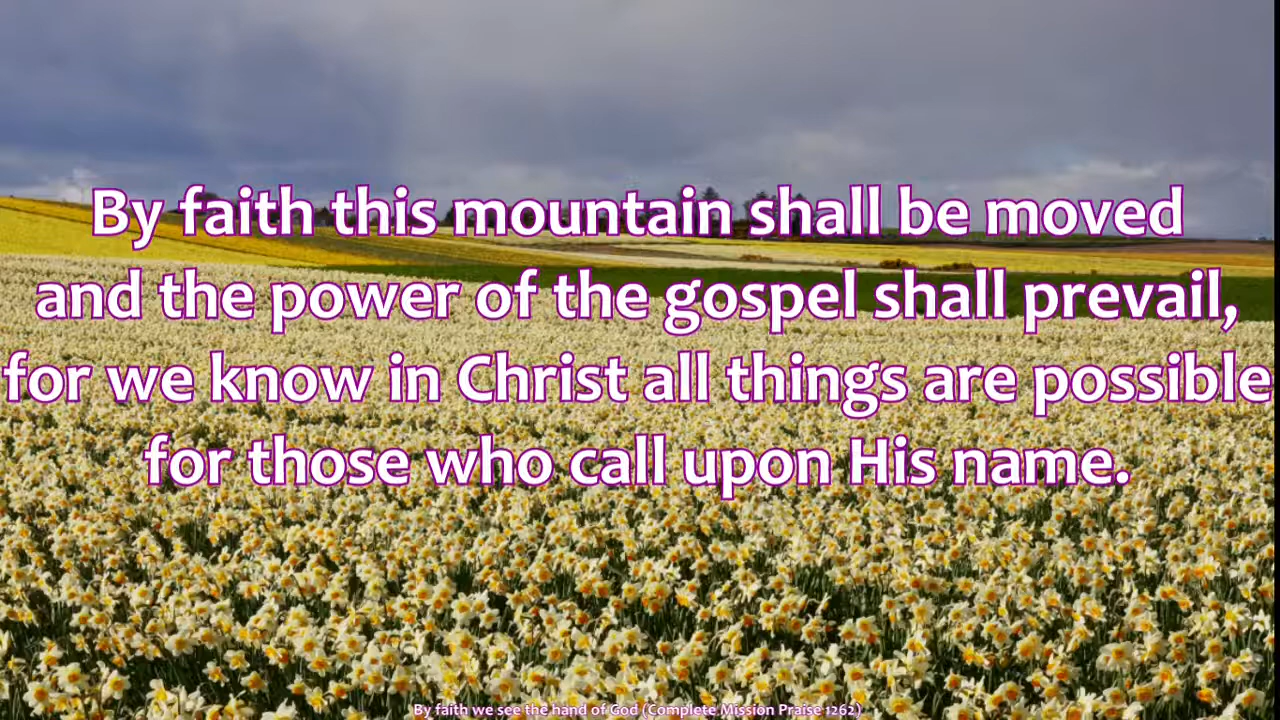 By faith this mountain shall be moved
and the power of the gospel shall prevail,
for we know in Christ all things are possible
for those who call upon His name.
By faith we see the hand of God (Complete Mission Praise 1262)